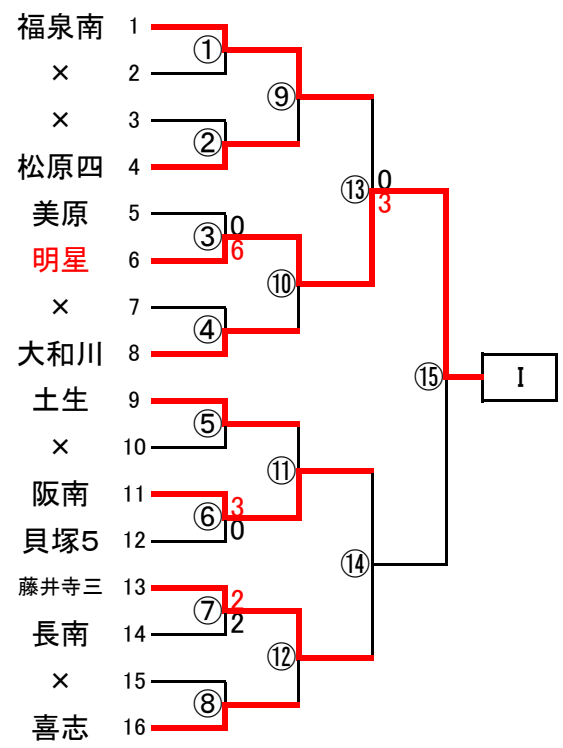 福泉南 1
①
× 2
⑨
× 3
②
松原四 4
⑬ 0
3
美原 5
③ 0
明星 6
6
⑩
× 7
④
大和川 8
⑮ I
土生 9
⑤
× 10
⑪
阪南 11
⑥ 3
0
貝塚5 12
⑭
藤井寺三 13
⑦ 2
2
長南 14
⑫
× 15
⑧
喜志 16